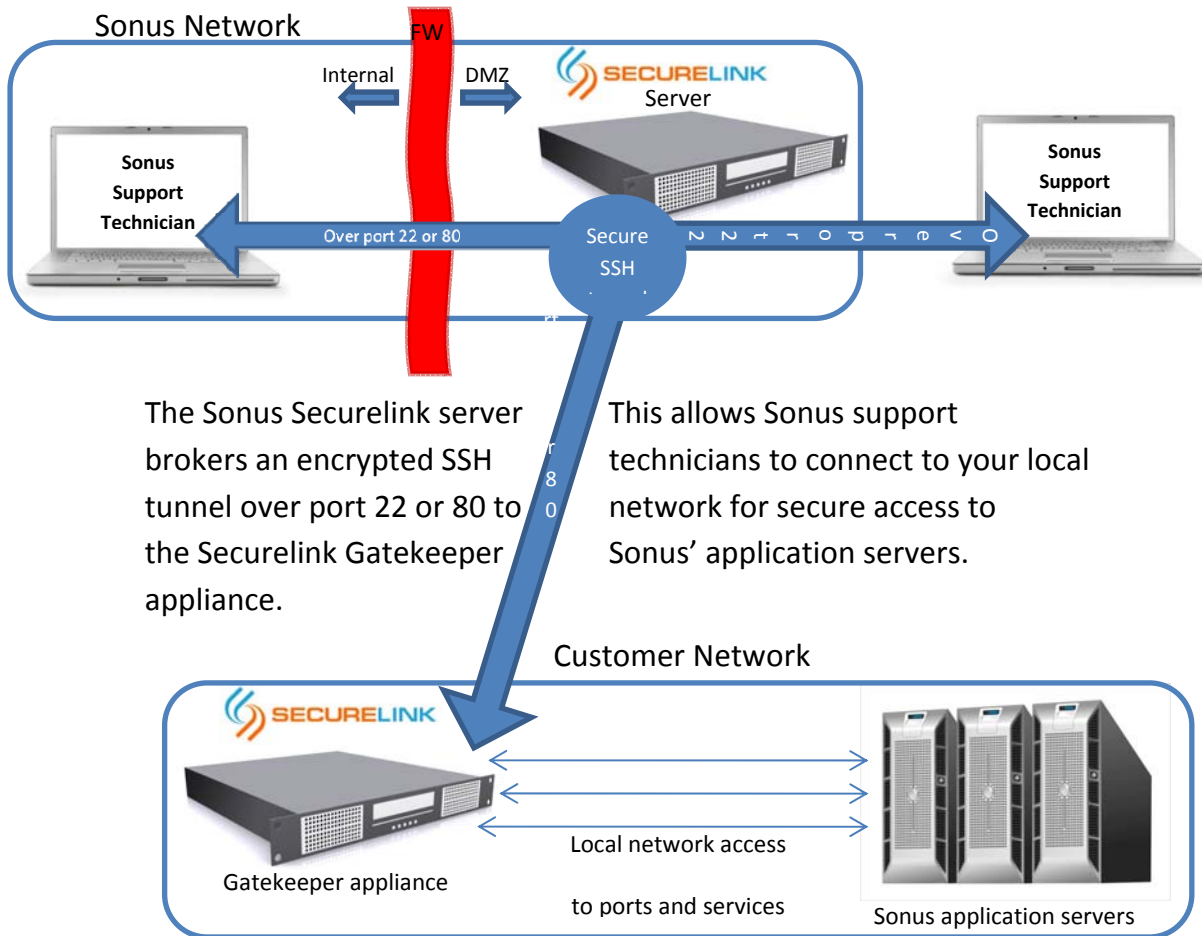 Sonus Network
FW
Internal
DMZ
SECURELINK
Server
Sonus
Support
Technician
Sonus
Support
Technician
Over port 22 or 80
Secure
SSH
Over port 22
rt
r
8
0
The Sonus Securelink server
brokers an encrypted SSH
tunnel over port 22 or 80 to
the Securelink Gatekeeper
appliance.
This allows Sonus support
technicians to connect to your local
network for secure access to
Sonus’ application servers.
Customer Network
SECURELINK
Gatekeeper appliance
Local network access
to ports and services
Sonus application servers